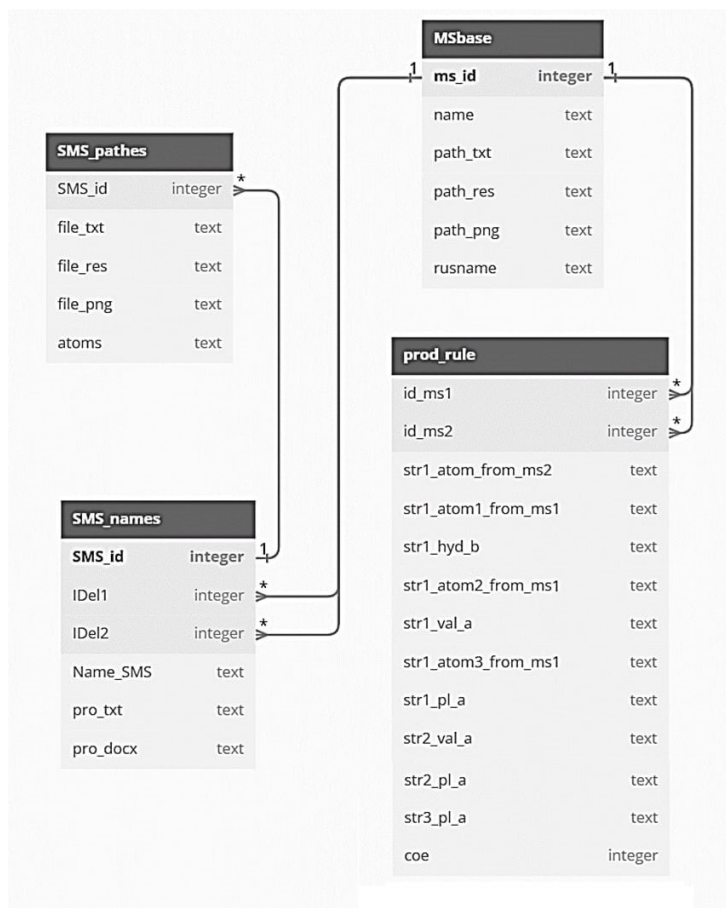 MSbase
1 ms_id integer 1
name text
path_txt text
path_res text
path_png text
rusname text
SMS_pathes
SMS_id integer *
file_txt text
file_res text
file_png text
atoms text
prod_rule
id_ms1 integer *
id_ms2 integer *
str1_atom_from_ms2 text
str1_atom1_from_ms1 text
str1_hyd_b text
str1_atom2_from_ms1 text
str1_val_a text
str1_atom3_from_ms1 text
str1_pl_a text
str2_val_a text
str2_pl_a text
str3_pl_a text
coe integer
SMS_names
SMS_id integer 1
IDel1 integer *
IDel2 integer *
Name_SMS text
pro_txt text
pro_docx text